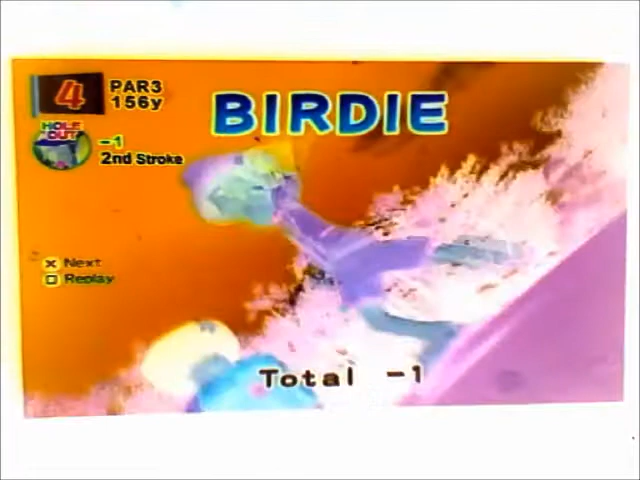 4 PAR3
156y
BIRDIE
HOLE
OUT
-1
2nd Stroke
Next
Replay
Total -1